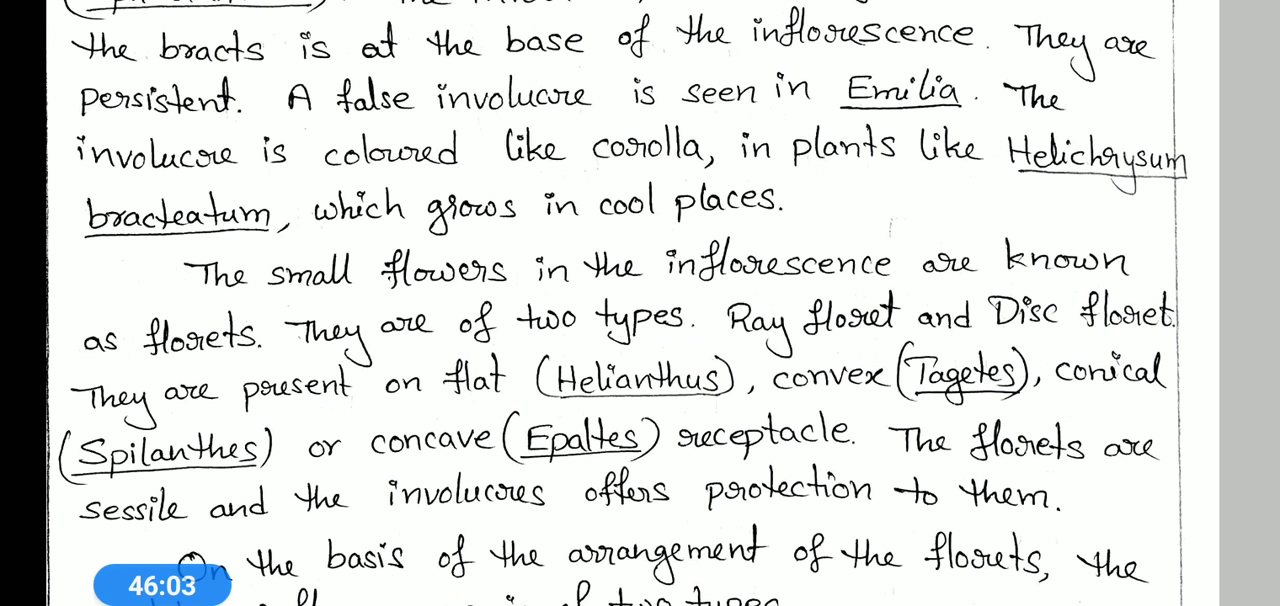 the bracts is at the base of the inflorescence. They are
persistent. A false involucre is seen in Emilia. The
involucre is coloured like corolla, in plants like Helichrysum
bracteatum, which grows in cool places.
The small flowers in the inflorescence are known
as florets. They are of two types. Ray floret and Disc floret.
They are present on flat (Helianthus), convex (Tagetes), conical
(Spilanthes) or concave (Epaltes) receptacle. The florets are
sessile and the involucres offers protection to them.
On the basis of the arrangement of the florets, the
46:03
of two types